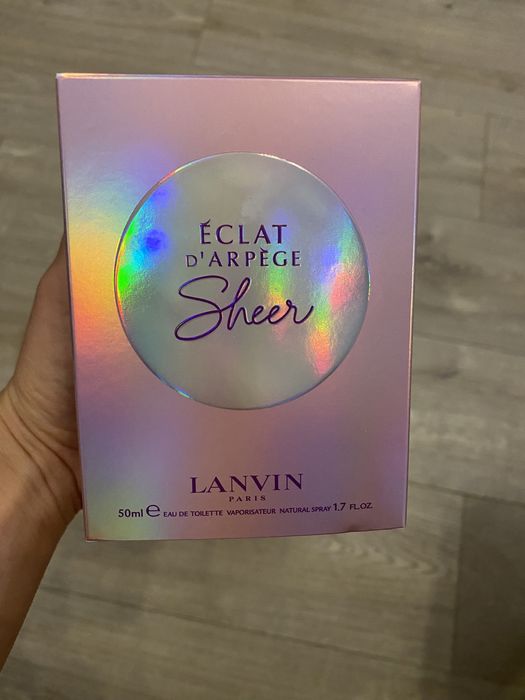 ÉCLAT
D'ARPÈGE
Sheer
LANVIN
PARIS
50ml e EAU DE TOILETTE VAPORISATEUR NATURAL SPRAY 1.7 FL.OZ.